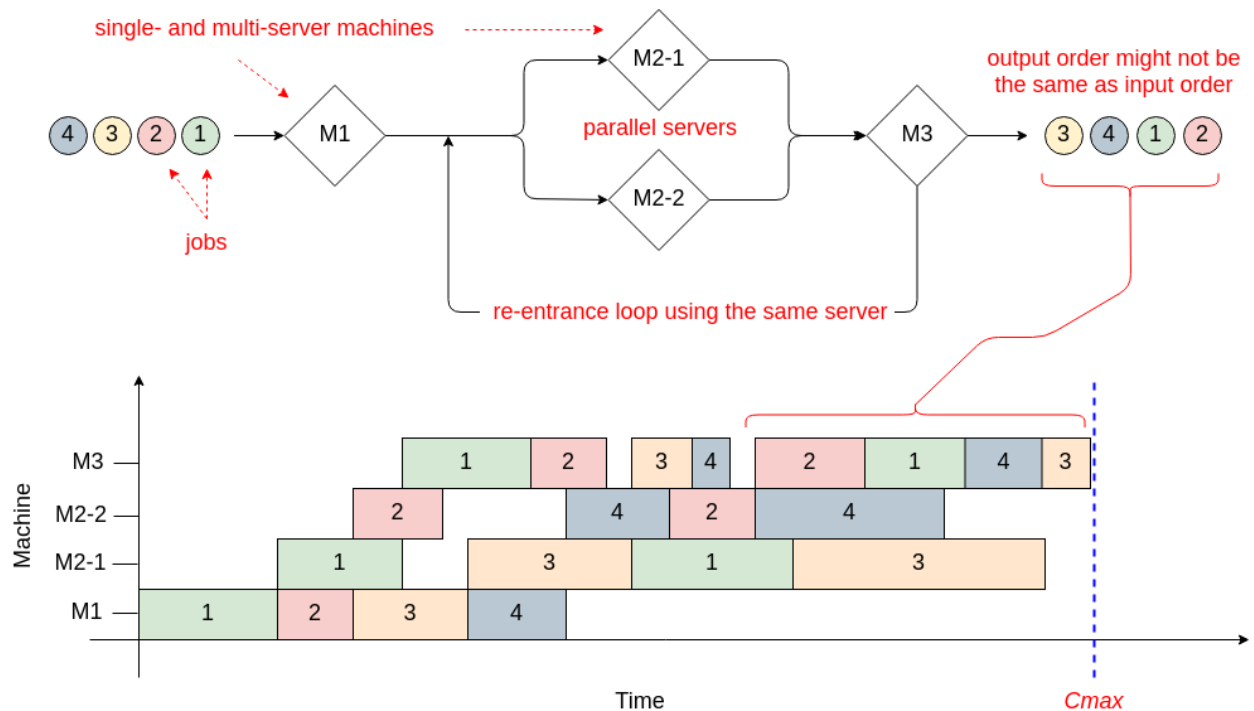 single- and multi-server machines
M2-1
output order might not be
the same as input order
4 3 2 1
M1
parallel servers
M3
3 4 1 2
M2-2
jobs
re-entrance loop using the same server
Machine
M3
1 2 3 4 2 1 4 3
M2-2
2 4 2 4
M2-1
1 3 1 3
M1
1 2 3 4
Time
Cmax